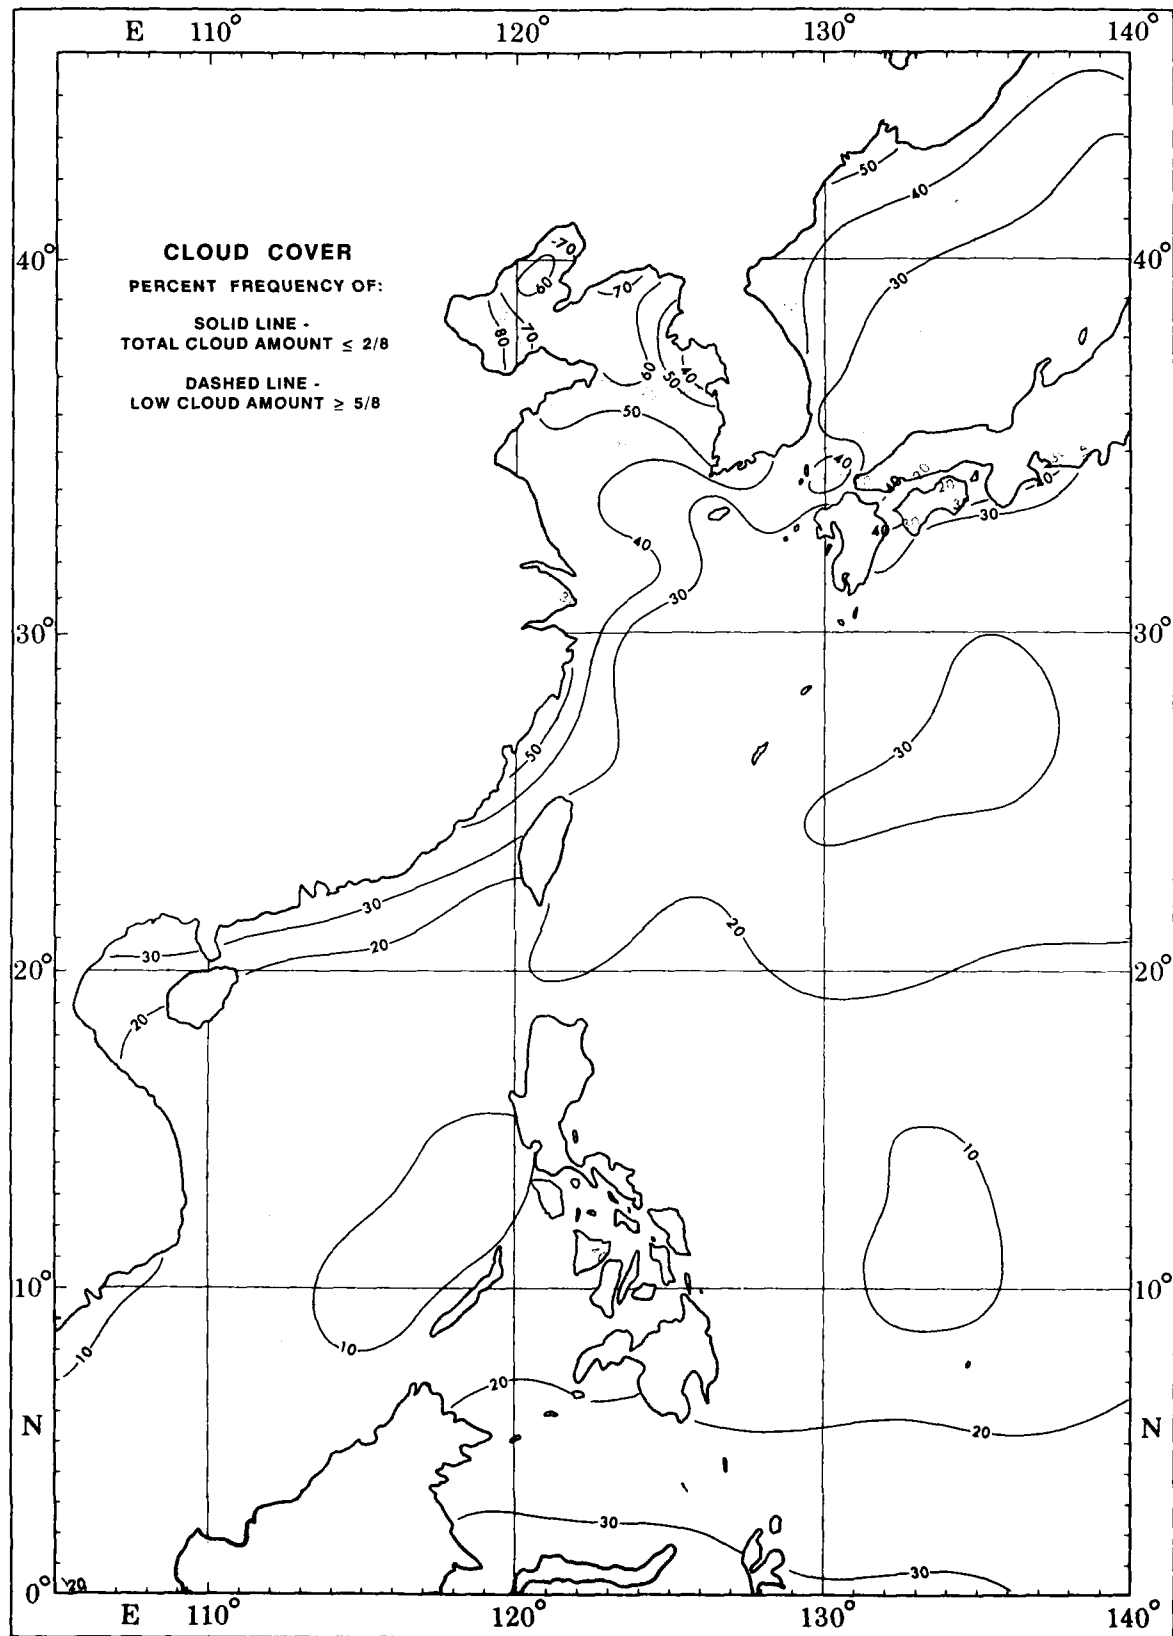 E 110° 120° 130° 140°
50
40
40° CLOUD COVER 70 40°
PERCENT FREQUENCY OF: 60 70 30
SOLID LINE -
TOTAL CLOUD AMOUNT ≤ 2/8
80 70
DASHED LINE -
LOW CLOUD AMOUNT ≥ 5/8
60 50 40
50
40
40 20 20
30
40 40
30
30° 30°
30
50
30
20
30
20° 20°
20
10
10° 10°
10 10
20
N 20 N
30
0° 20 30
E 110° 120° 130° 140°